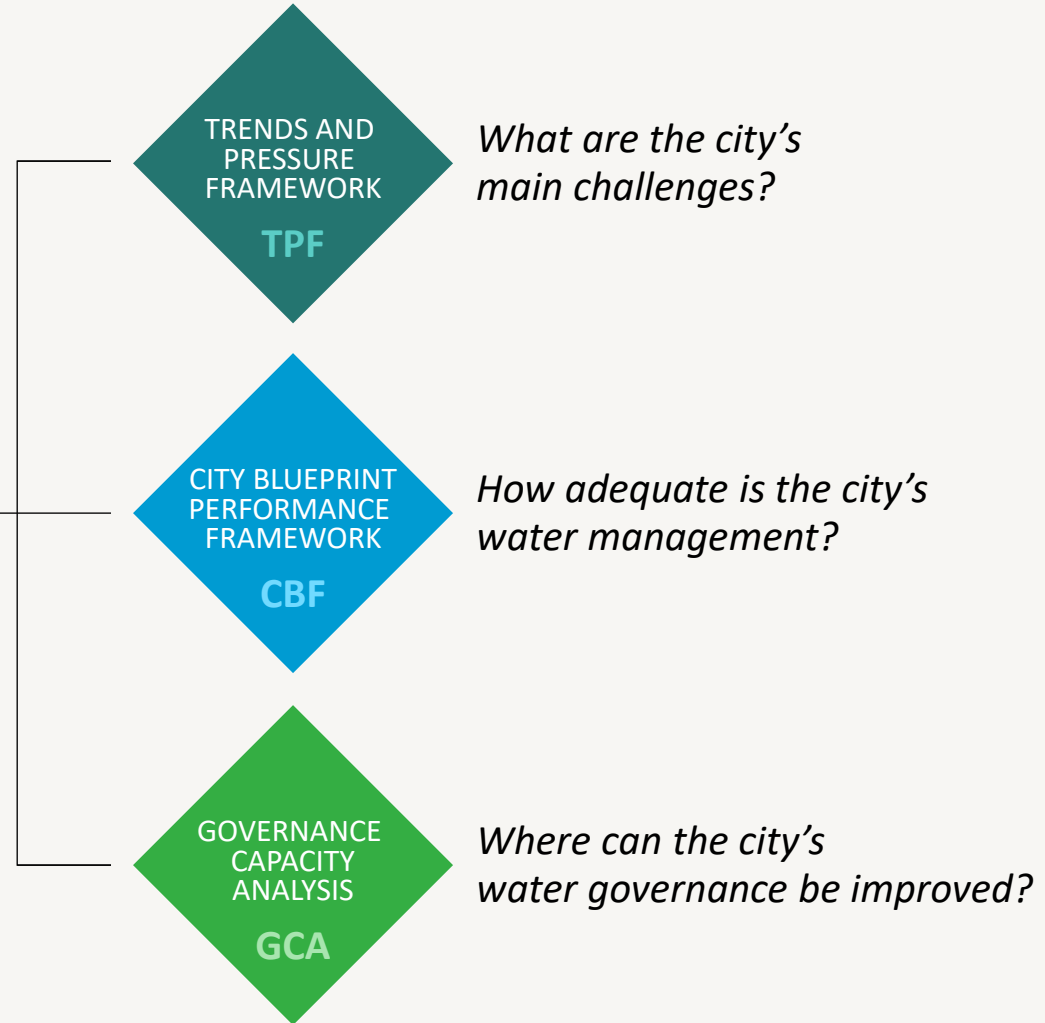 TRENDS AND
PRESSURE
FRAMEWORK
TPF
What are the city’s
main challenges?
CITY BLUEPRINT
PERFORMANCE
FRAMEWORK
CBF
How adequate is the city’s
water management?
GOVERNANCE
CAPACITY
ANALYSIS
GCA
Where can the city’s
water governance be improved?